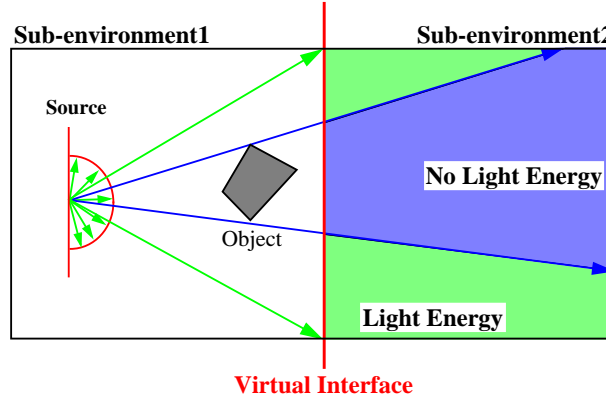 Sub-environment1
Sub-environment2
Source
No Light Energy
Object
Light Energy
Virtual Interface